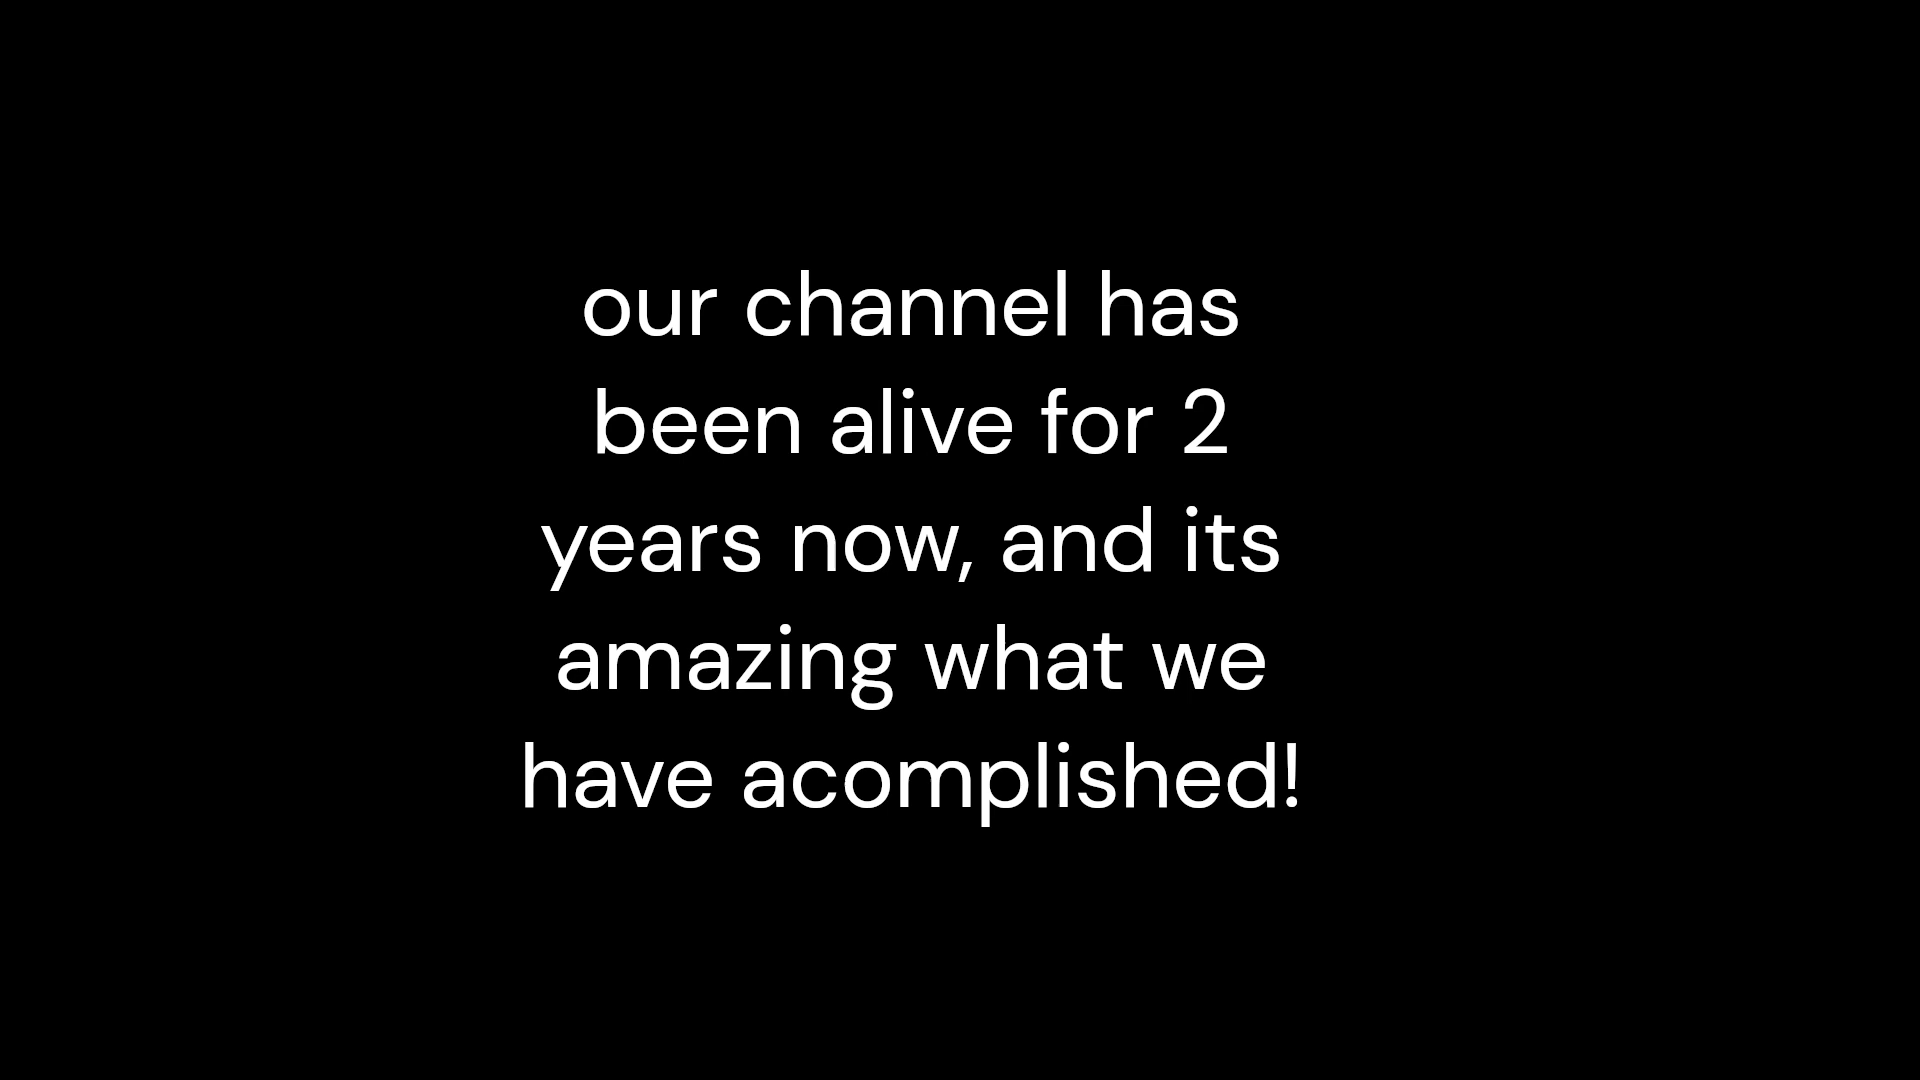 our channel has
been alive for 2
years now, and its
amazing what we
have acomplished!